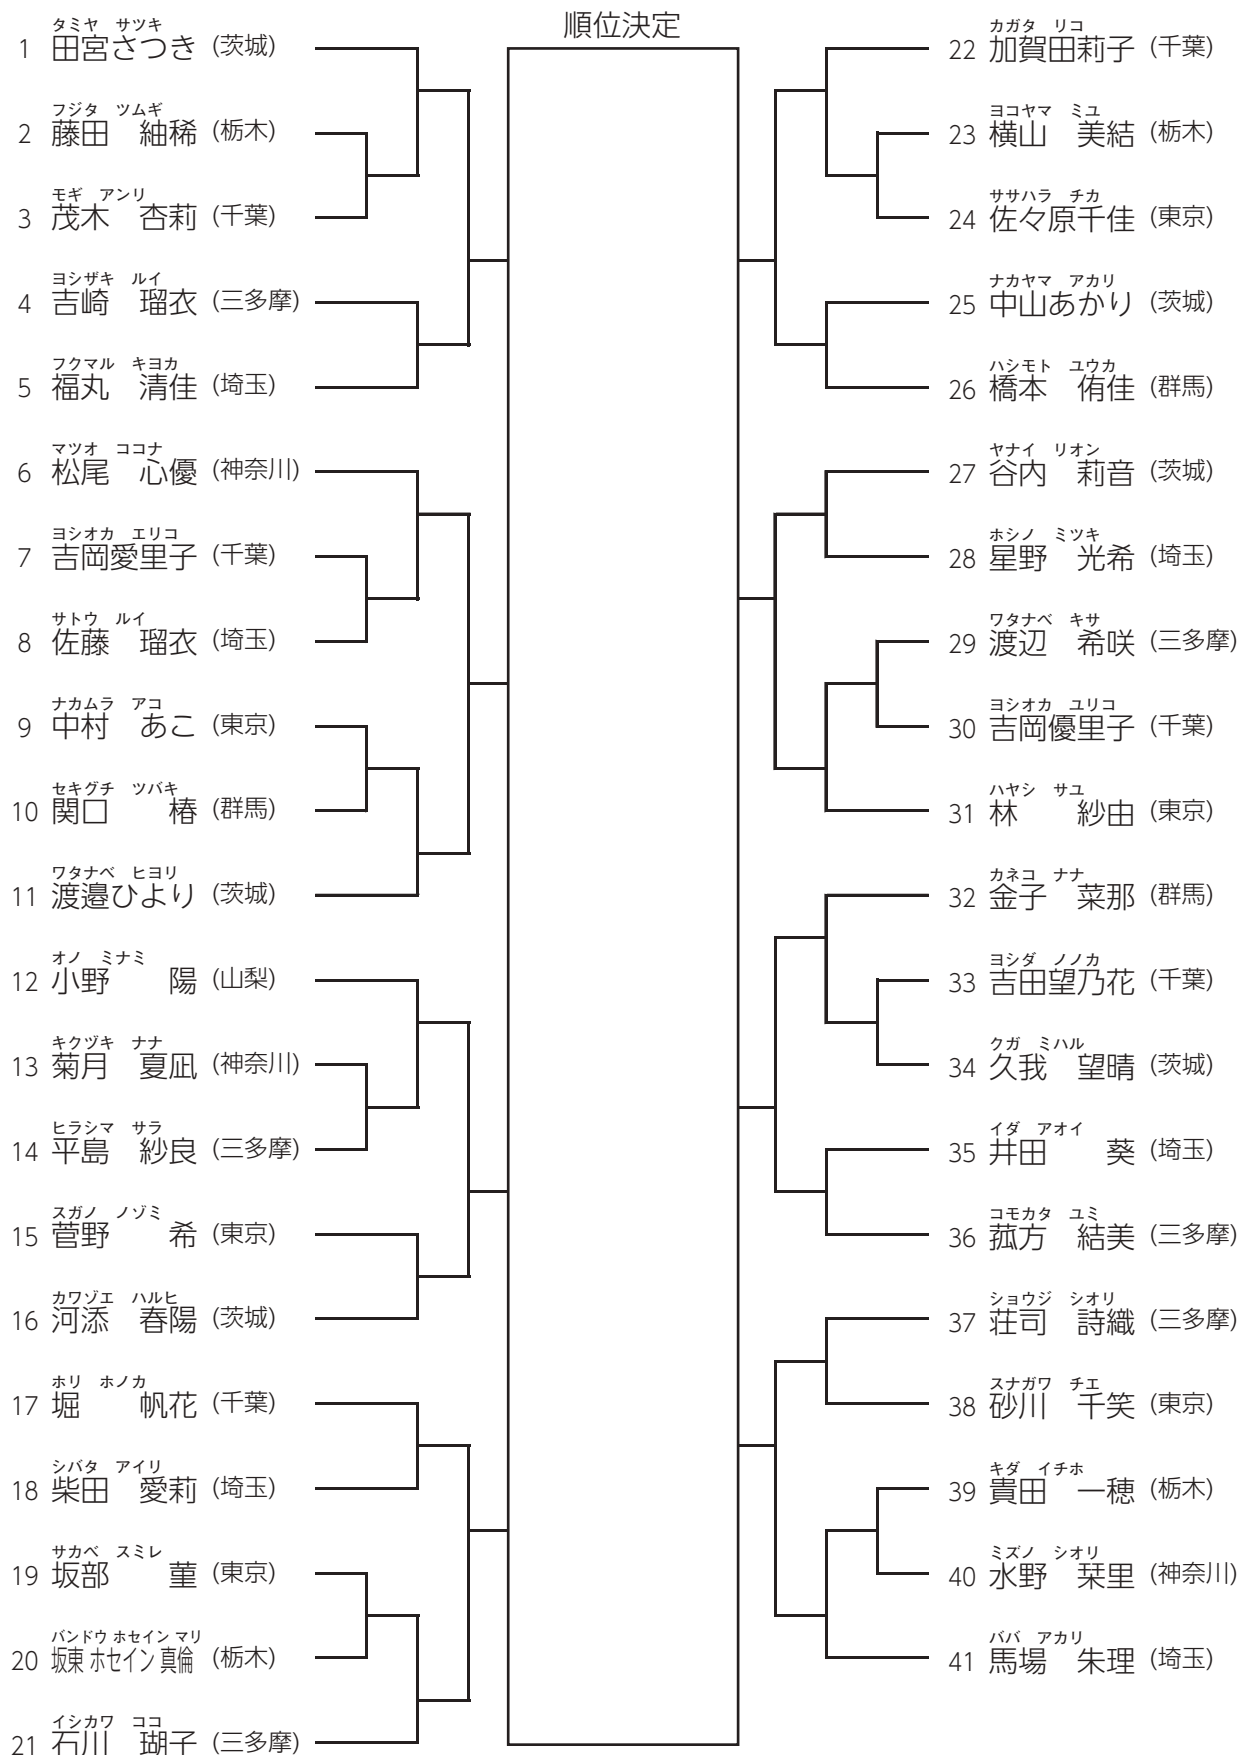 順位決定
タミヤ サツキ
1 田宮さつき (茨城)
フジタ ツムギ
2 藤田 紬稀 (栃木)
モギ アンリ
3 茂木 杏莉 (千葉)
ヨシザキ ルイ
4 吉崎 瑠衣 (三多摩)
フクマル キヨカ
5 福丸 清佳 (埼玉)
マツオ ココナ
6 松尾 心優 (神奈川)
ヨシオカ エリコ
7 吉岡愛里子 (千葉)
サトウ ルイ
8 佐藤 瑠衣 (埼玉)
ナカムラ アコ
9 中村 あこ (東京)
セキグチ ツバキ
10 関口 椿 (群馬)
ワタナベ ヒヨリ
11 渡邉ひより (茨城)
オノ ミナミ
12 小野 陽 (山梨)
キクヅキ ナナ
13 菊月 夏凪 (神奈川)
ヒラシマ サラ
14 平島 紗良 (三多摩)
スガノ ノゾミ
15 菅野 希 (東京)
カワゾエ ハルヒ
16 河添 春陽 (茨城)
ホリ ホノカ
17 堀 帆花 (千葉)
シバタ アイリ
18 柴田 愛莉 (埼玉)
サカベ スミレ
19 坂部 菫 (東京)
バンドウ ホセイン マリ
20 坂東 ホセイン 真倫 (栃木)
イシカワ ココ
21 石川 瑚子 (三多摩)
カガタ リコ
22 加賀田莉子 (千葉)
ヨコヤマ ミユ
23 横山 美結 (栃木)
ササハラ チカ
24 佐々原千佳 (東京)
ナカヤマ アカリ
25 中山あかり (茨城)
ハシモト ユウカ
26 橋本 侑佳 (群馬)
ヤナイ リオン
27 谷内 莉音 (茨城)
ホシノ ミツキ
28 星野 光希 (埼玉)
ワタナベ キサ
29 渡辺 希咲 (三多摩)
ヨシオカ ユリコ
30 吉岡優里子 (千葉)
ハヤシ サユ
31 林 紗由 (東京)
カネコ ナナ
32 金子 菜那 (群馬)
ヨシダ ノノカ
33 吉田望乃花 (千葉)
クガ ミハル
34 久我 望晴 (茨城)
イダ アオイ
35 井田 葵 (埼玉)
コモカタ ユミ
36 菰方 結美 (三多摩)
ショウジ シオリ
37 荘司 詩織 (三多摩)
スナガワ チエ
38 砂川 千笑 (東京)
キダ イチホ
39 貴田 一穂 (栃木)
ミズノ シオリ
40 水野 栞里 (神奈川)
ババ アカリ
41 馬場 朱理 (埼玉)